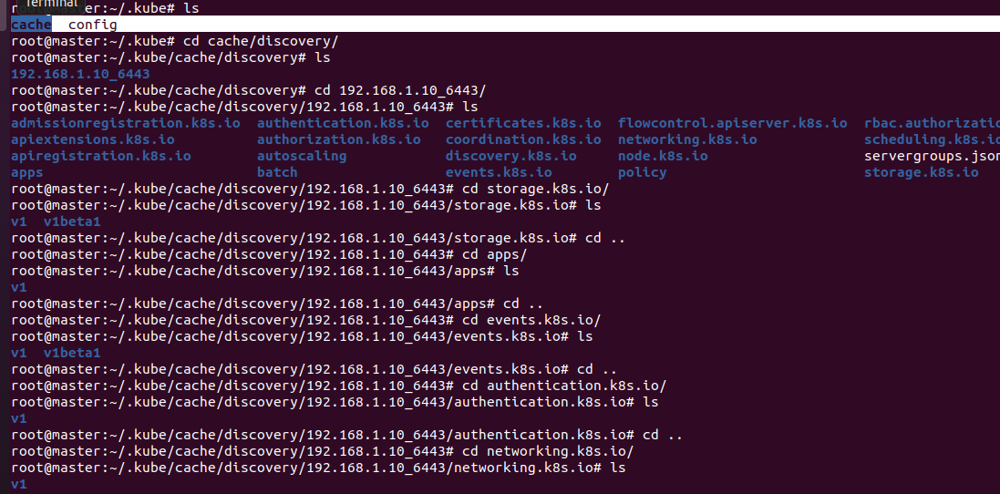 Terminal
root@master:~/.kube# ls
cache  config
root@master:~/.kube# cd cache/discovery/
root@master:~/.kube/cache/discovery# ls
192.168.1.10_6443
root@master:~/.kube/cache/discovery# cd 192.168.1.10_6443/
root@master:~/.kube/cache/discovery/192.168.1.10_6443# ls
admissionregistration.k8s.io  authentication.k8s.io  certificates.k8s.io  flowcontrol.apiserver.k8s.io  rbac.authorizatio
apiextensions.k8s.io  authorization.k8s.io  coordination.k8s.io  networking.k8s.io  scheduling.k8s.io
apiregistration.k8s.io  autoscaling  discovery.k8s.io  node.k8s.io  servergroups.json
apps  batch  events.k8s.io  policy  storage.k8s.io
root@master:~/.kube/cache/discovery/192.168.1.10_6443# cd storage.k8s.io/
root@master:~/.kube/cache/discovery/192.168.1.10_6443/storage.k8s.io# ls
v1  v1beta1
root@master:~/.kube/cache/discovery/192.168.1.10_6443/storage.k8s.io# cd ..
root@master:~/.kube/cache/discovery/192.168.1.10_6443# cd apps/
root@master:~/.kube/cache/discovery/192.168.1.10_6443/apps# ls
v1
root@master:~/.kube/cache/discovery/192.168.1.10_6443/apps# cd ..
root@master:~/.kube/cache/discovery/192.168.1.10_6443# cd events.k8s.io/
root@master:~/.kube/cache/discovery/192.168.1.10_6443/events.k8s.io# ls
v1  v1beta1
root@master:~/.kube/cache/discovery/192.168.1.10_6443/events.k8s.io# cd ..
root@master:~/.kube/cache/discovery/192.168.1.10_6443# cd authentication.k8s.io/
root@master:~/.kube/cache/discovery/192.168.1.10_6443/authentication.k8s.io# ls
v1
root@master:~/.kube/cache/discovery/192.168.1.10_6443/authentication.k8s.io# cd ..
root@master:~/.kube/cache/discovery/192.168.1.10_6443# cd networking.k8s.io/
root@master:~/.kube/cache/discovery/192.168.1.10_6443/networking.k8s.io# ls
v1